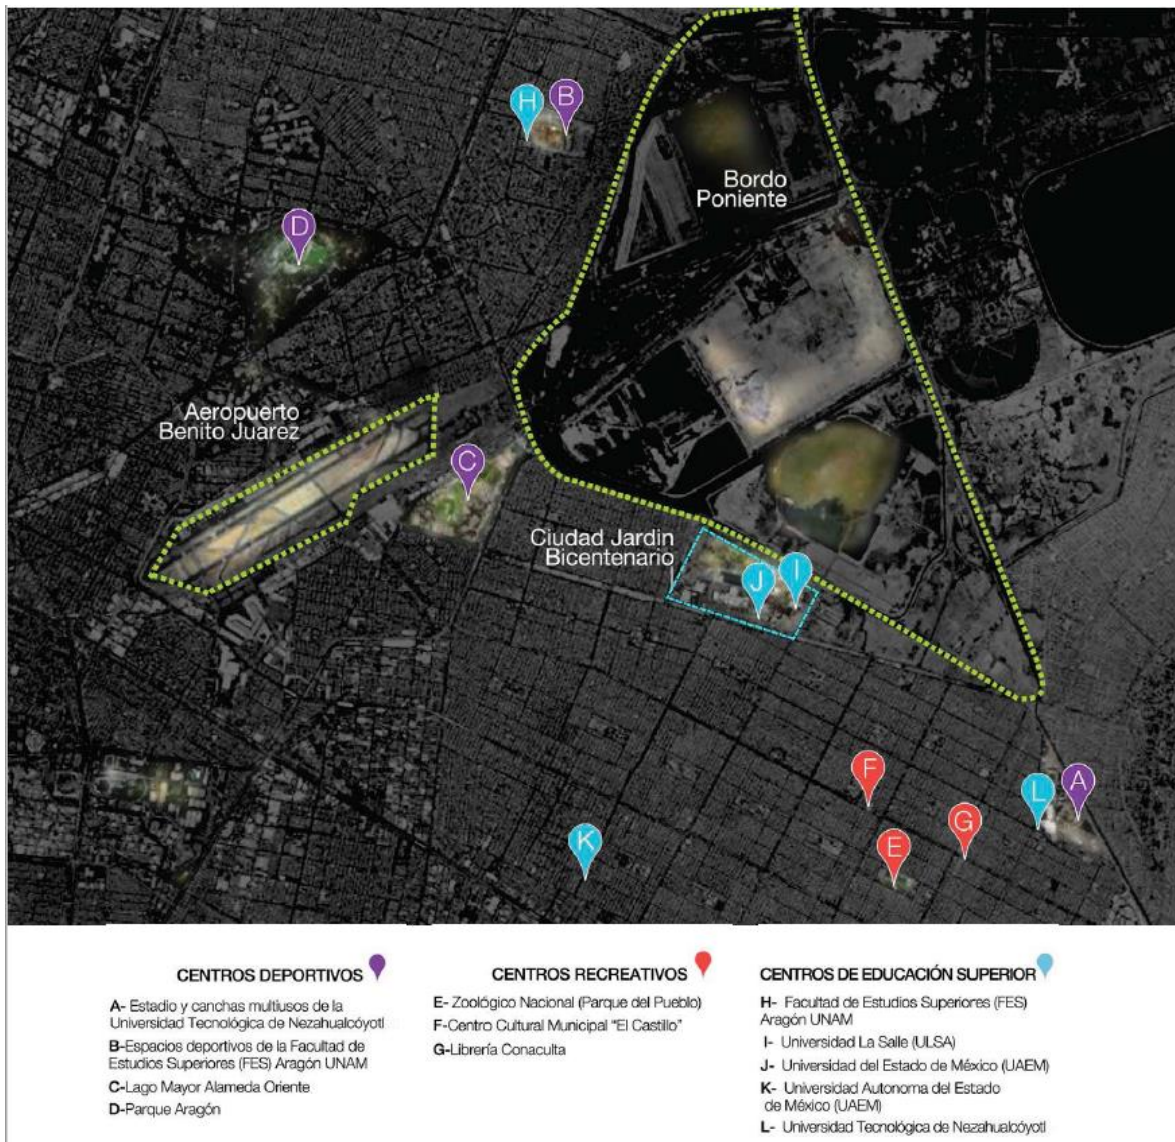 H
B
Bordo
Poniente
D
Aeropuerto
Benito Juarez
C
Ciudad Jardin
Bicentenario
J
I
F
A
L
G
K
E
CENTROS DEPORTIVOS
A- Estadio y canchas multiusos de la
Universidad Tecnológica de Nezahualcóyotl
B-Espacios deportivos de la Facultad de
Estudios Superiores (FES) Aragón UNAM
C-Lago Mayor Alameda Oriente
D-Parque Aragón
CENTROS RECREATIVOS
E- Zoológico Nacional (Parque del Pueblo)
F-Centro Cultural Municipal "El Castillo"
G-Librería Conaculta
CENTROS DE EDUCACIÓN SUPERIOR
H- Facultad de Estudios Superiores (FES)
Aragón UNAM
I- Universidad La Salle (ULSA)
J- Universidad del Estado de México (UAEM)
K- Universidad Autonoma del Estado
de México (UAEM)
L- Universidad Tecnológica de Nezahualcóyotl